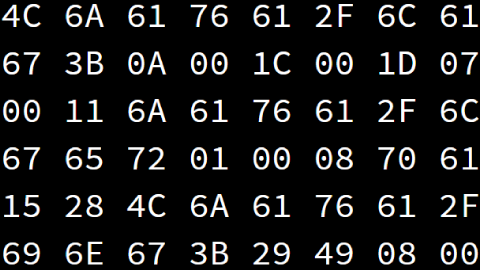 4C 6A 61 76 61 2F 6C 61
67 3B 0A 00 1C 00 1D 07
00 11 6A 61 76 61 2F 6C
67 65 72 01 00 08 70 61
15 28 4C 6A 61 76 61 2F
69 6E 67 3B 29 49 08 00